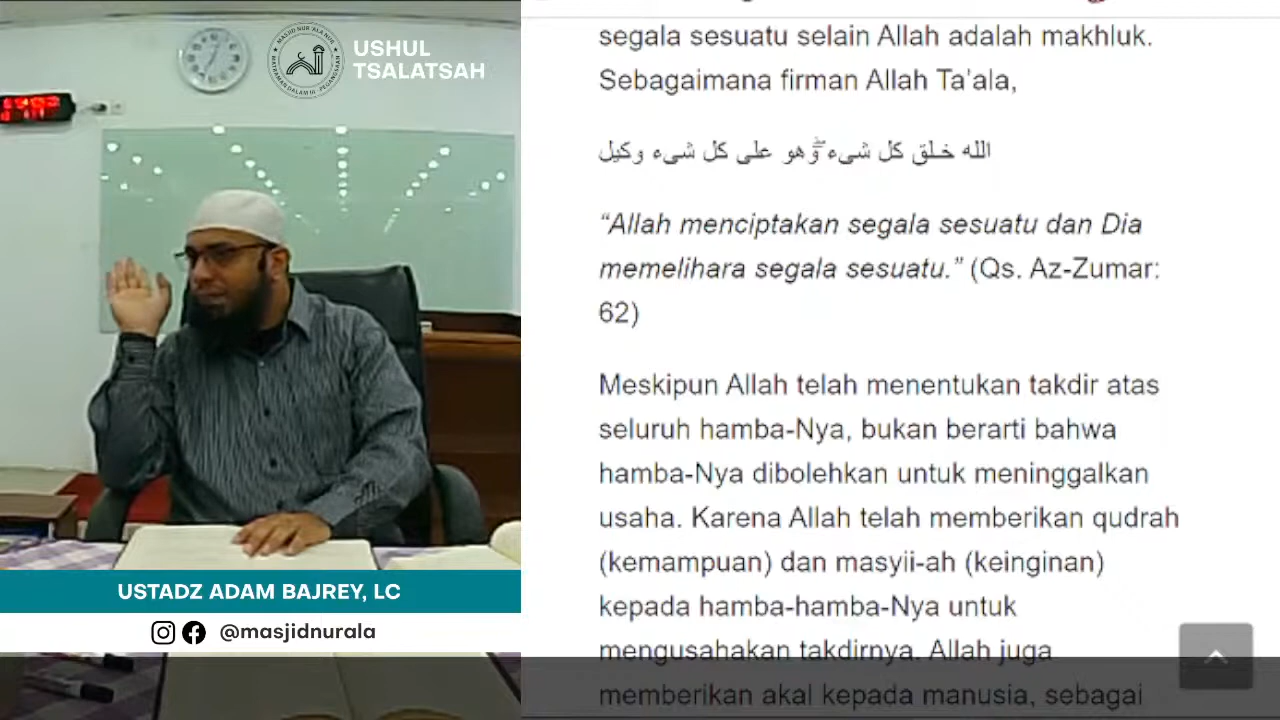 USHUL
TSALATSAH
USTADZ ADAM BAJREY, LC
@masjidnurala
segala sesuatu selain Allah adalah makhluk.
Sebagaimana firman Allah Ta'ala,
الله خـلق كل شىء ۖ وهو على كل شىء وكيل
“Allah menciptakan segala sesuatu dan Dia
memelihara segala sesuatu.” (Qs. Az-Zumar:
62)
Meskipun Allah telah menentukan takdir atas
seluruh hamba-Nya, bukan berarti bahwa
hamba-Nya dibolehkan untuk meninggalkan
usaha. Karena Allah telah memberikan qudrah
(kemampuan) dan masyii-ah (keinginan)
kepada hamba-hamba-Nya untuk
mengusahakan takdirnya. Allah juga
memberikan akal kepada manusia, sebagai